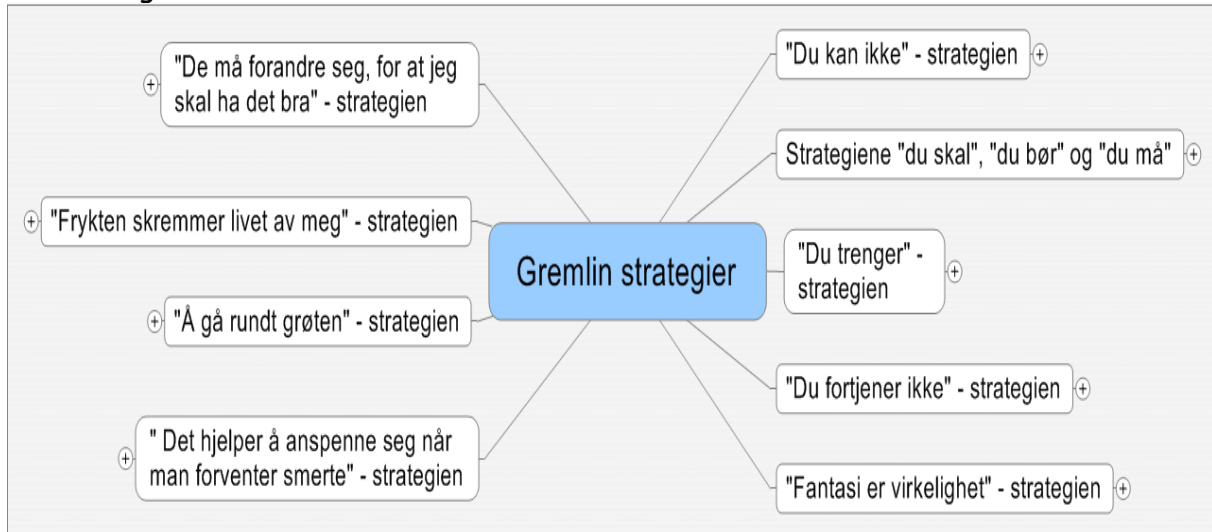 "De må forandre seg, for at jeg
skal ha det bra" - strategien
"Frykten skremmer livet av meg" - strategien
"Å gå rundt grøten" - strategien
" Det hjelper å anspenne seg når
man forventer smerte" - strategien
Gremlin strategier
"Du kan ikke" - strategien
Strategiene "du skal", "du bør" og "du må"
"Du trenger" -
strategien
"Du fortjener ikke" - strategien
"Fantasi er virkelighet" - strategien